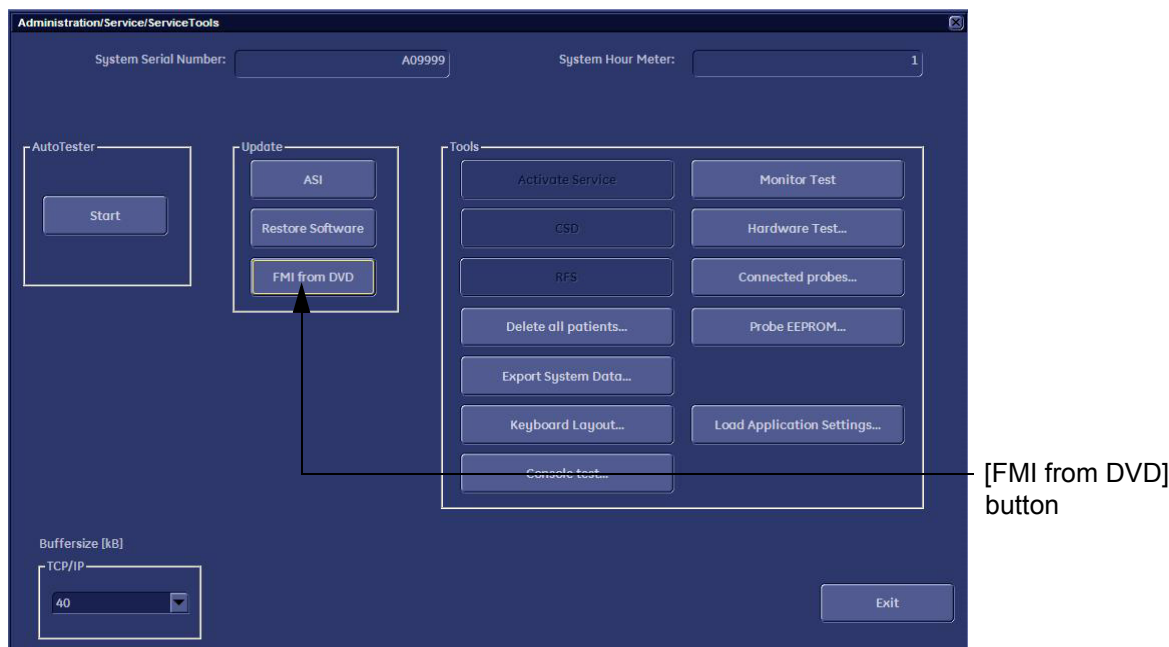 Administration/Service/ServiceTools
System Serial Number: A09999 System Hour Meter: 1
AutoTester Update Tools
ASI Activate Service Monitor Test
Start
Restore Software CSD Hardware Test...
FMI from DVD RFS Connected probes...
Delete all patients... Probe EEPROM...
Export System Data...
Keyboard Layout... Load Application Settings...
Console test...
[FMI from DVD]
button
Buffersize [kB]
TCP/IP
40 Exit